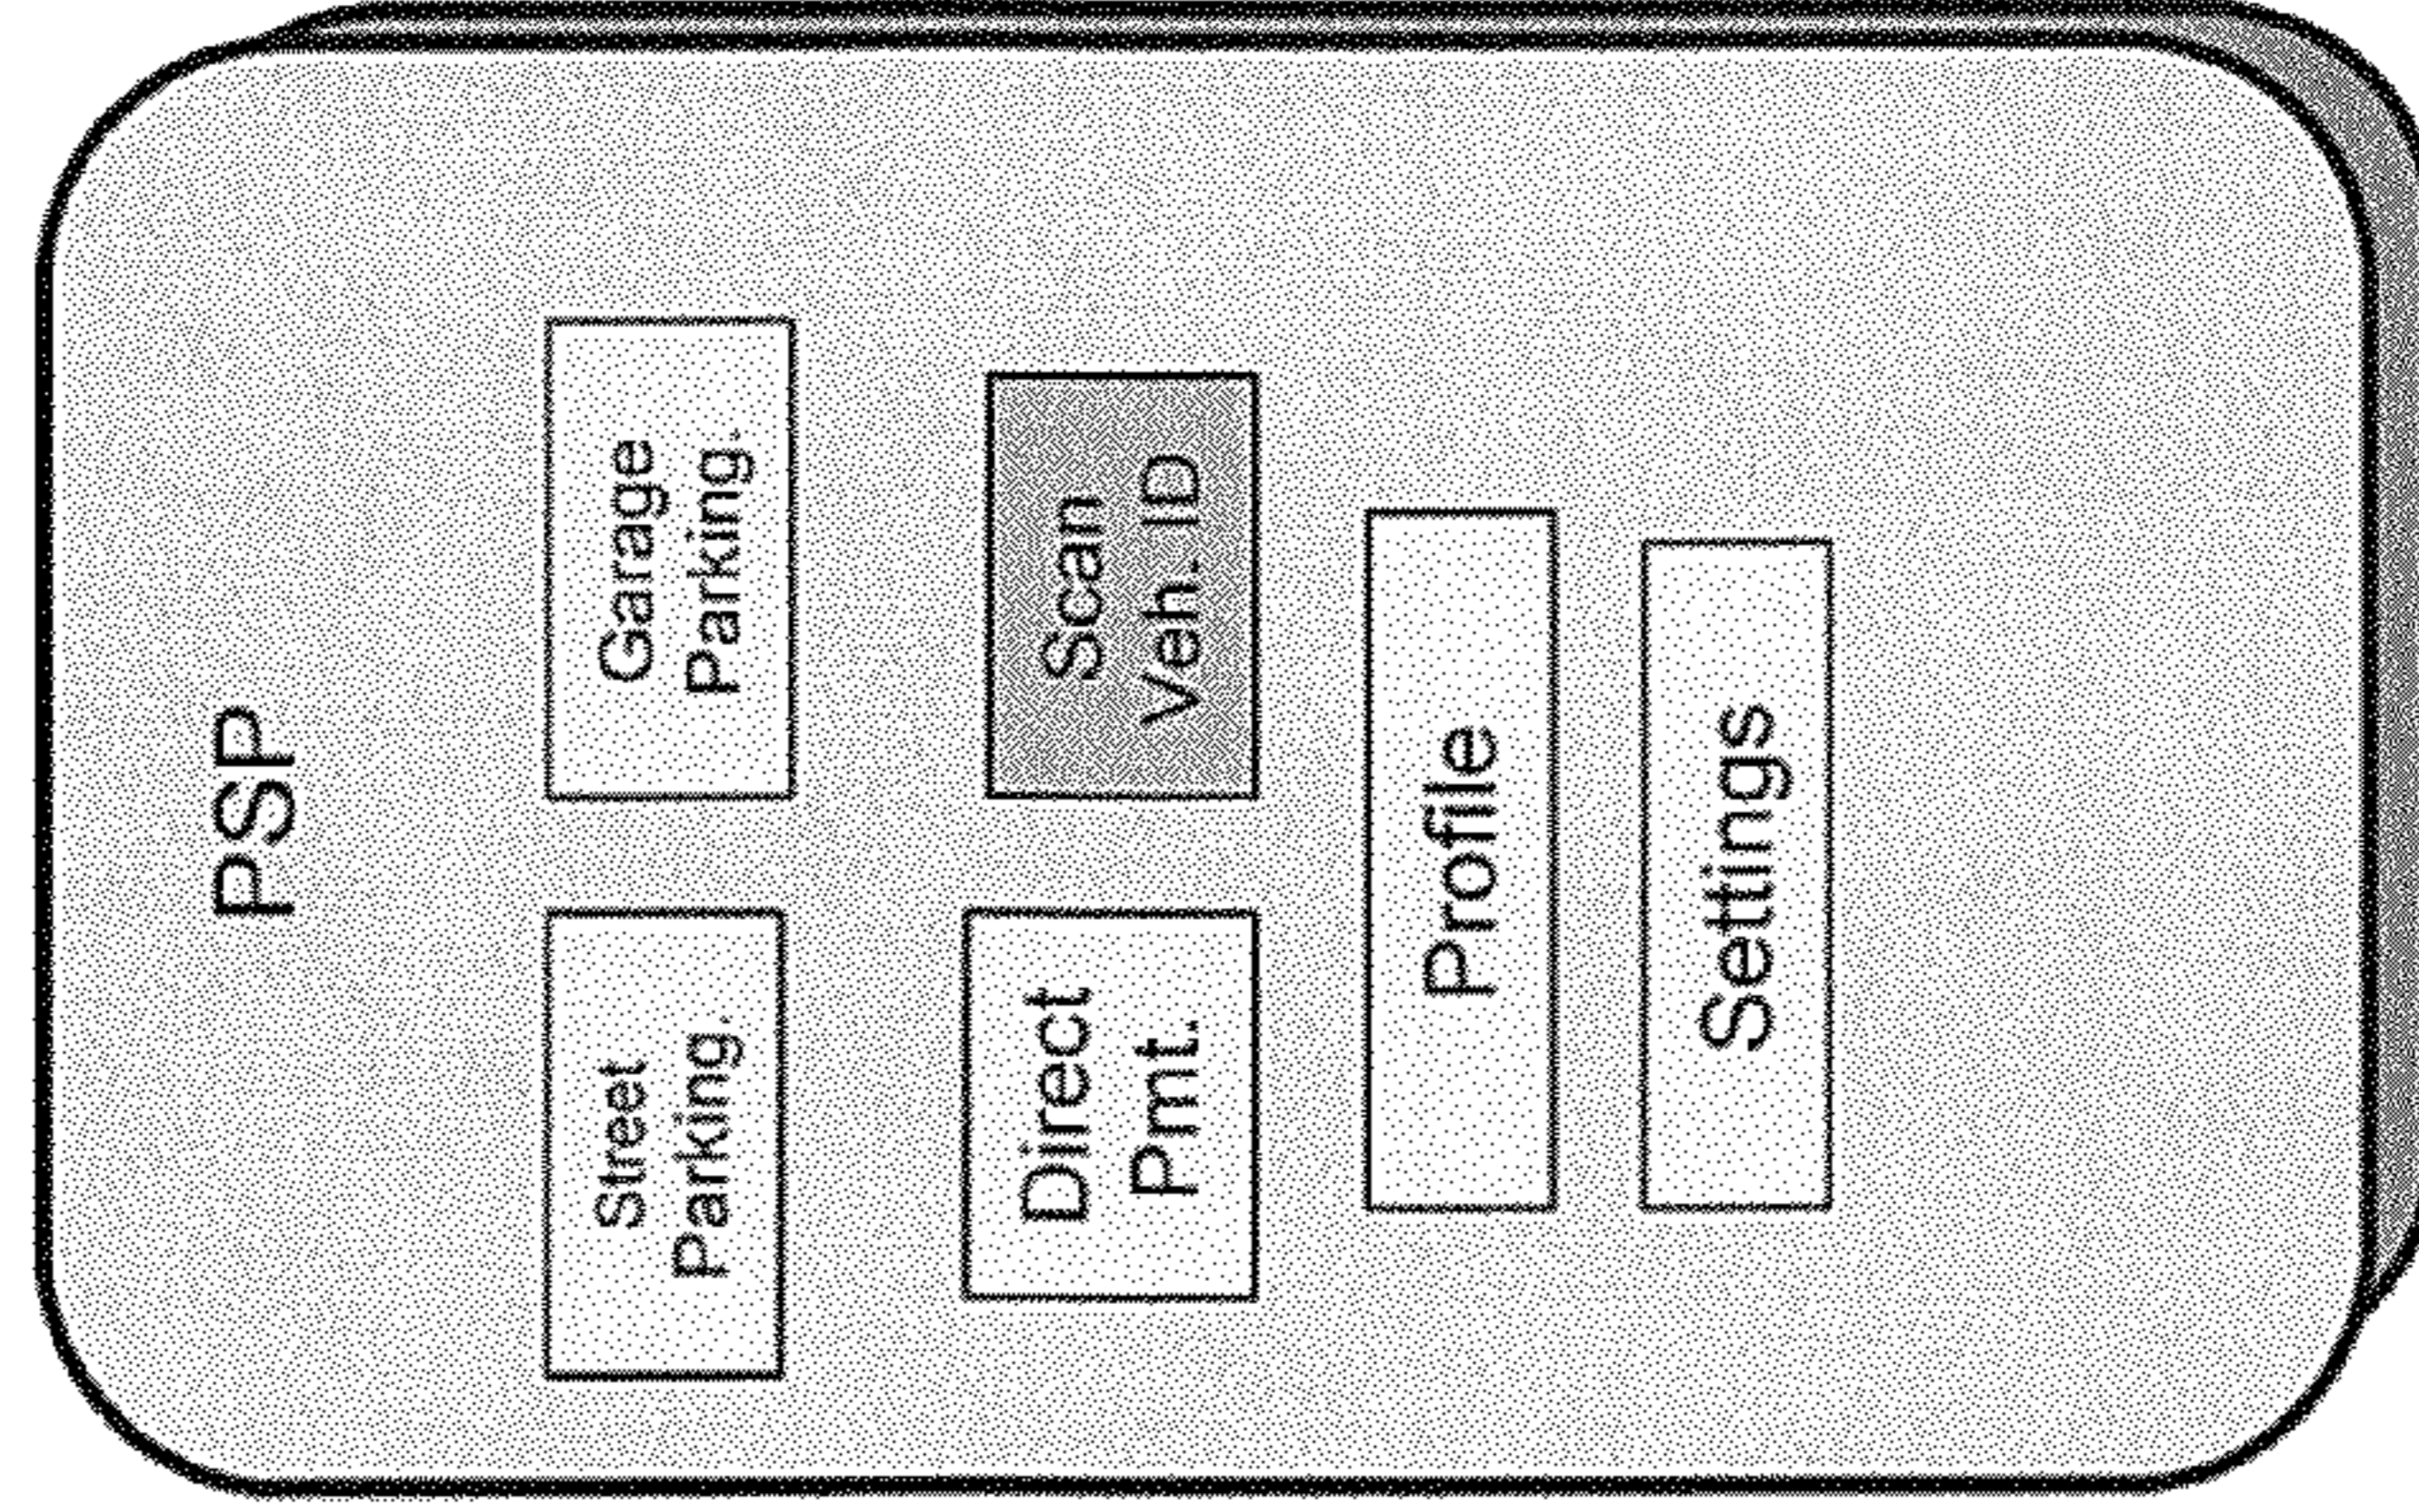 PSP
Street
Parking.
Garage
Parking.
Direct
Pmt.
Scan
Veh. ID
Profile
Settings